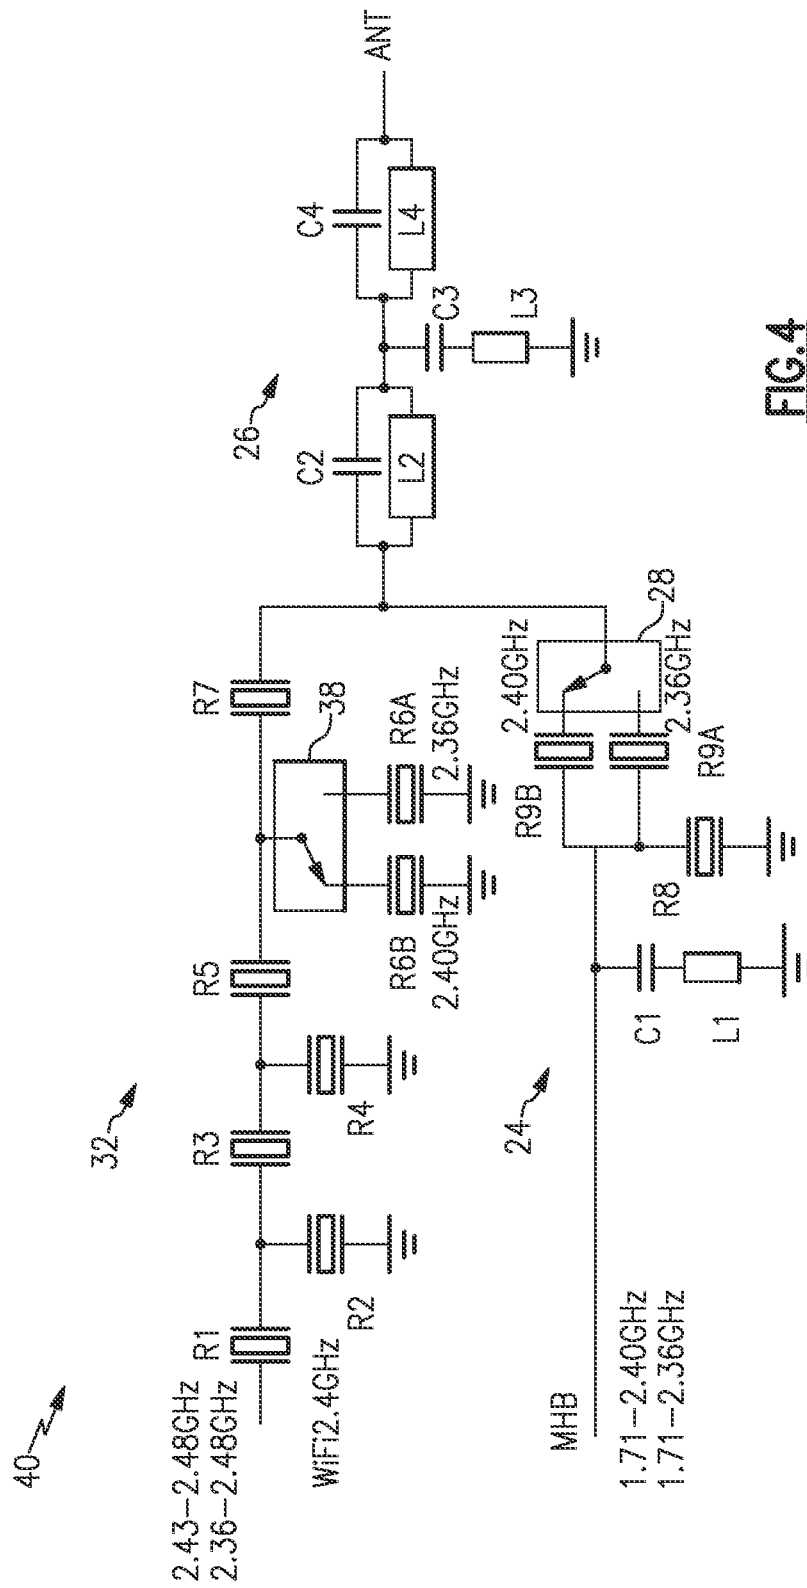 40
2.43–2.48GHz
2.36–2.48GHz
WiFi2.4GHz
R1
R2
R3
R4
R5
32
R6B
2.40GHz
R6A
2.36GHz
38
R7
26
C2
L2
C3
L3
C4
L4
ANT
MHB
1.71–2.40GHz
1.71–2.36GHz
24
C1
L1
R8
R9B
R9A
2.40GHz
2.36GHz
28
FIG.4